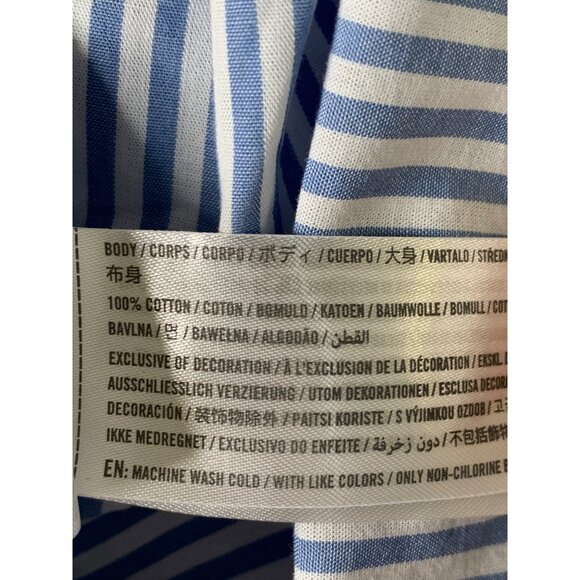 BODY / CORPS / CORPO / ボディ / CUERPO / 大身 / VARTALO / STŘEDN
布身
100% COTTON / COTON / BOMULD / KATOEN / BAUMWOLLE / BOMULL / COT
BAVLNA / 면 / BAWEŁNA / ALGODÃO / القطن
EXCLUSIVE OF DECORATION / À L'EXCLUSION DE LA DÉCORATION / EKSKL. D
AUSSCHLIESSLICH VERZIERUNG / UTOM DEKORATIONEN / ESCLUSA DECORA
DECORACIÓN / 装飾物除外 / PAITSI KORISTE / S VÝJIMKOU OZDOB / 고
IKKE MEDREGNET / EXCLUSIVO DO ENFEITE / دون زخرفة / 不包括飾物
EN: MACHINE WASH COLD / WITH LIKE COLORS / ONLY NON-CHLORINE B